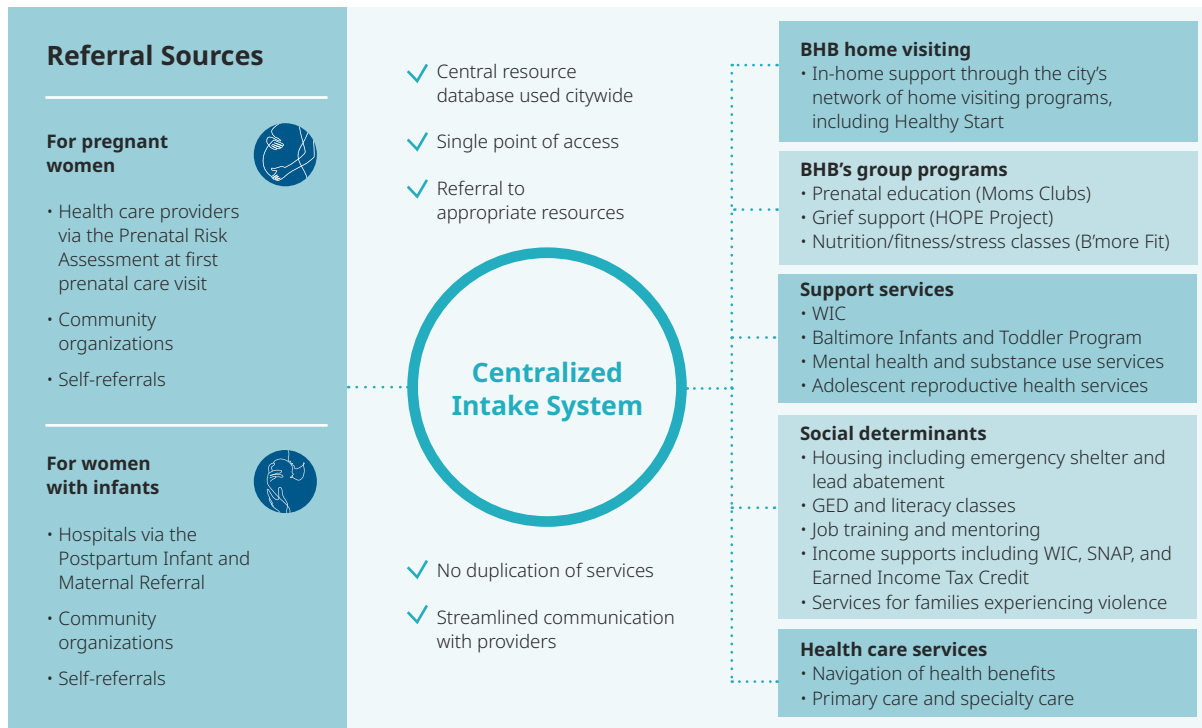 Referral Sources
For pregnant
women
• Health care providers
via the Prenatal Risk
Assessment at first
prenatal care visit
• Community
organizations
• Self-referrals
For women
with infants
• Hospitals via the
Postpartum Infant and
Maternal Referral
• Community
organizations
• Self-referrals
Central resource
database used citywide
Single point of access
Referral to
appropriate resources
Centralized
Intake System
No duplication of services
Streamlined communication
with providers
BHB home visiting
• In-home support through the city’s
network of home visiting programs,
including Healthy Start
BHB’s group programs
• Prenatal education (Moms Clubs)
• Grief support (HOPE Project)
• Nutrition/fitness/stress classes (B’more Fit)
Support services
• WIC
• Baltimore Infants and Toddler Program
• Mental health and substance use services
• Adolescent reproductive health services
Social determinants
• Housing including emergency shelter and
lead abatement
• GED and literacy classes
• Job training and mentoring
• Income supports including WIC, SNAP, and
Earned Income Tax Credit
• Services for families experiencing violence
Health care services
• Navigation of health benefits
• Primary care and specialty care